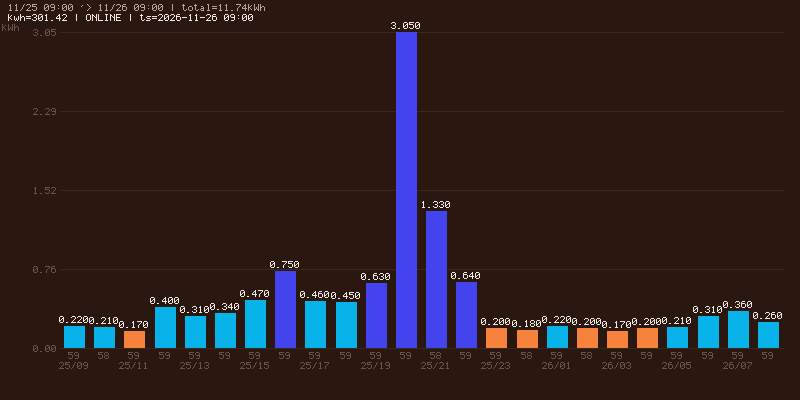 11/25 09:00 -> 11/26 09:00 | total=11.74kWh
Kwh=301.42 | ONLINE | ts=2026-11-26 09:00
kWh
3.05
2.29
1.52
0.76
0.00
0.220 0.210 0.170 0.400 0.310 0.340 0.470 0.750 0.460 0.450 0.630 3.050 1.330 0.640 0.200 0.180 0.220 0.200 0.170 0.200 0.210 0.310 0.360 0.260
59 58 59 59 59 59 59 59 59 59 59 59 58 59 59 58 59 58 59 59 59 59 59 59
25/09 25/11 25/13 25/15 25/17 25/19 25/21 25/23 26/01 26/03 26/05 26/07